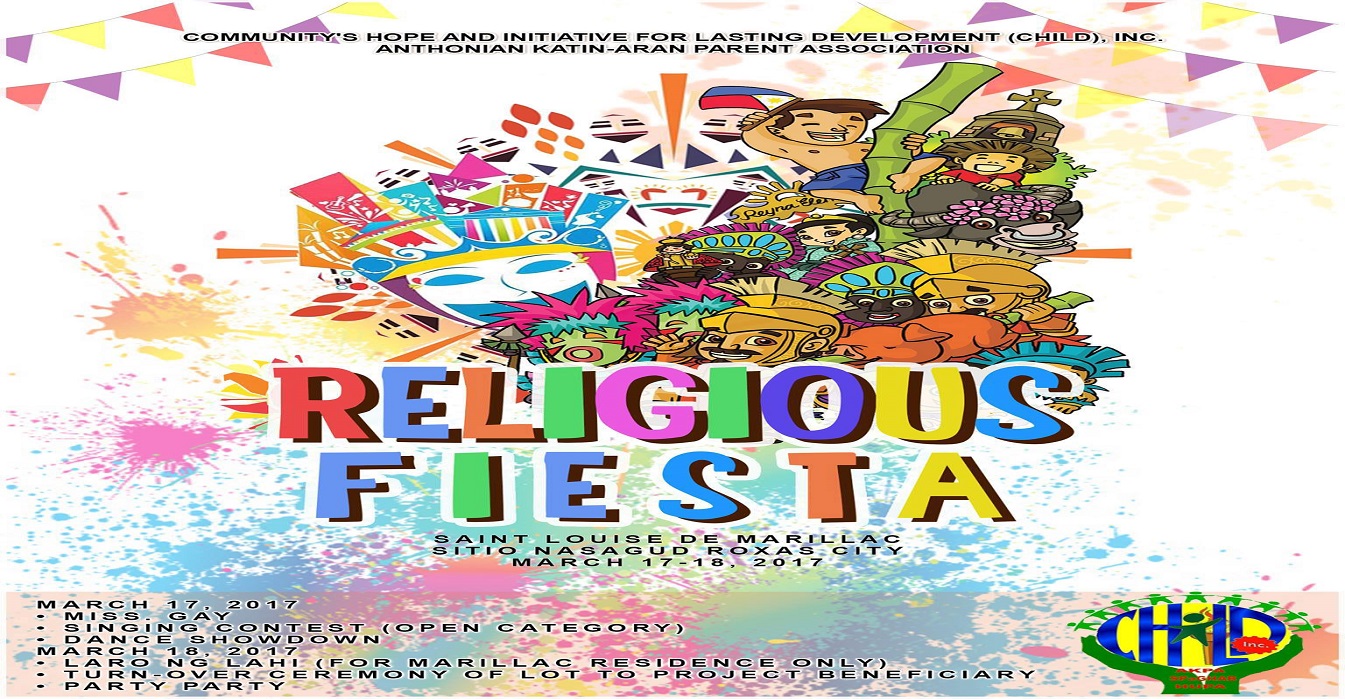 COMMUNITY'S HOPE AND INITIATIVE FOR LASTING DEVELOPMENT (CHILD), INC.
ANTHONIAN KATIN-ARAN PARENT ASSOCIATION
RELIGIOUS
FIESTA
SAINT LOUISE DE MARILLAC
SITIO NASAGUD ROXAS CITY
MARCH 17-18, 2017
MARCH 17, 2017
• MISS. GAY
• SINGING CONTEST (OPEN CATEGORY)
• DANCE SHOWDOWN
MARCH 18, 2017
• LARO NG LAHI (FOR MARILLAC RESIDENCE ONLY)
• TURN-OVER CEREMONY OF LOT TO PROJECT BENEFICIARY
• PARTY PARTY
CHILD
Inc.